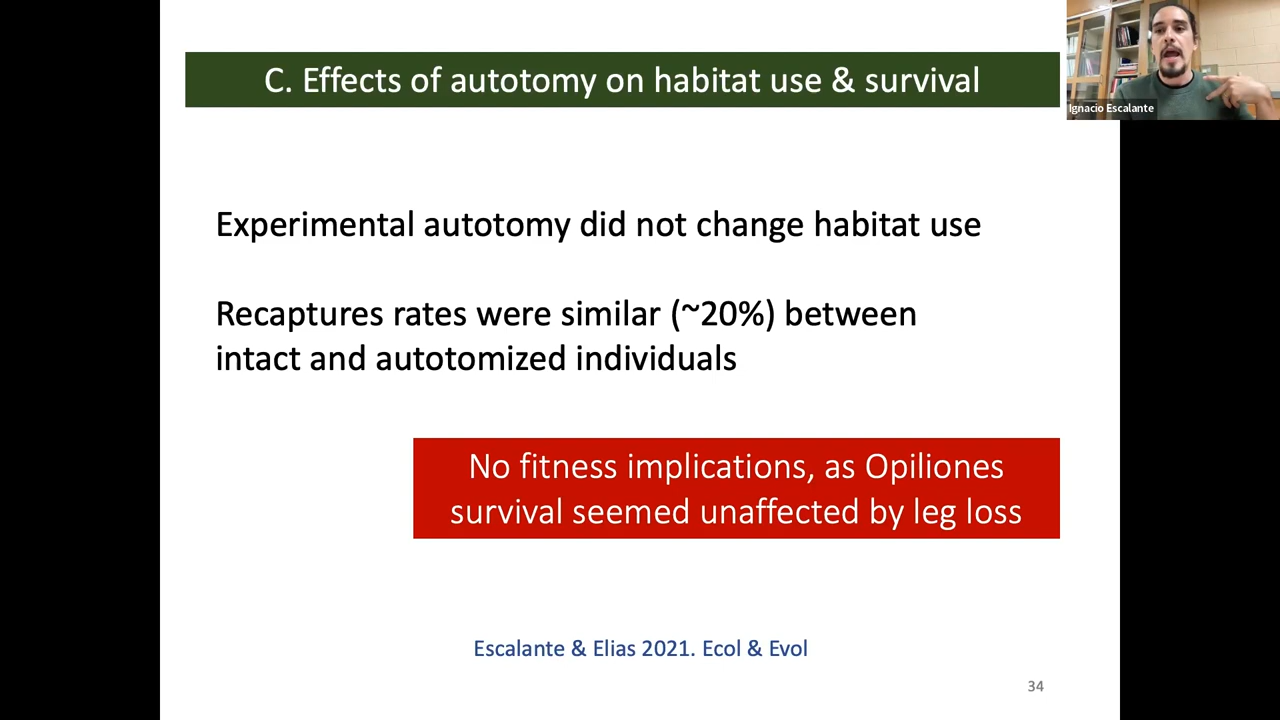 C. Effects of autotomy on habitat use & survival
Ignacio Escalante
Experimental autotomy did not change habitat use
Recaptures rates were similar (~20%) between
intact and autotomized individuals
No fitness implications, as Opiliones
survival seemed unaffected by leg loss
Escalante & Elias 2021. Ecol & Evol
34